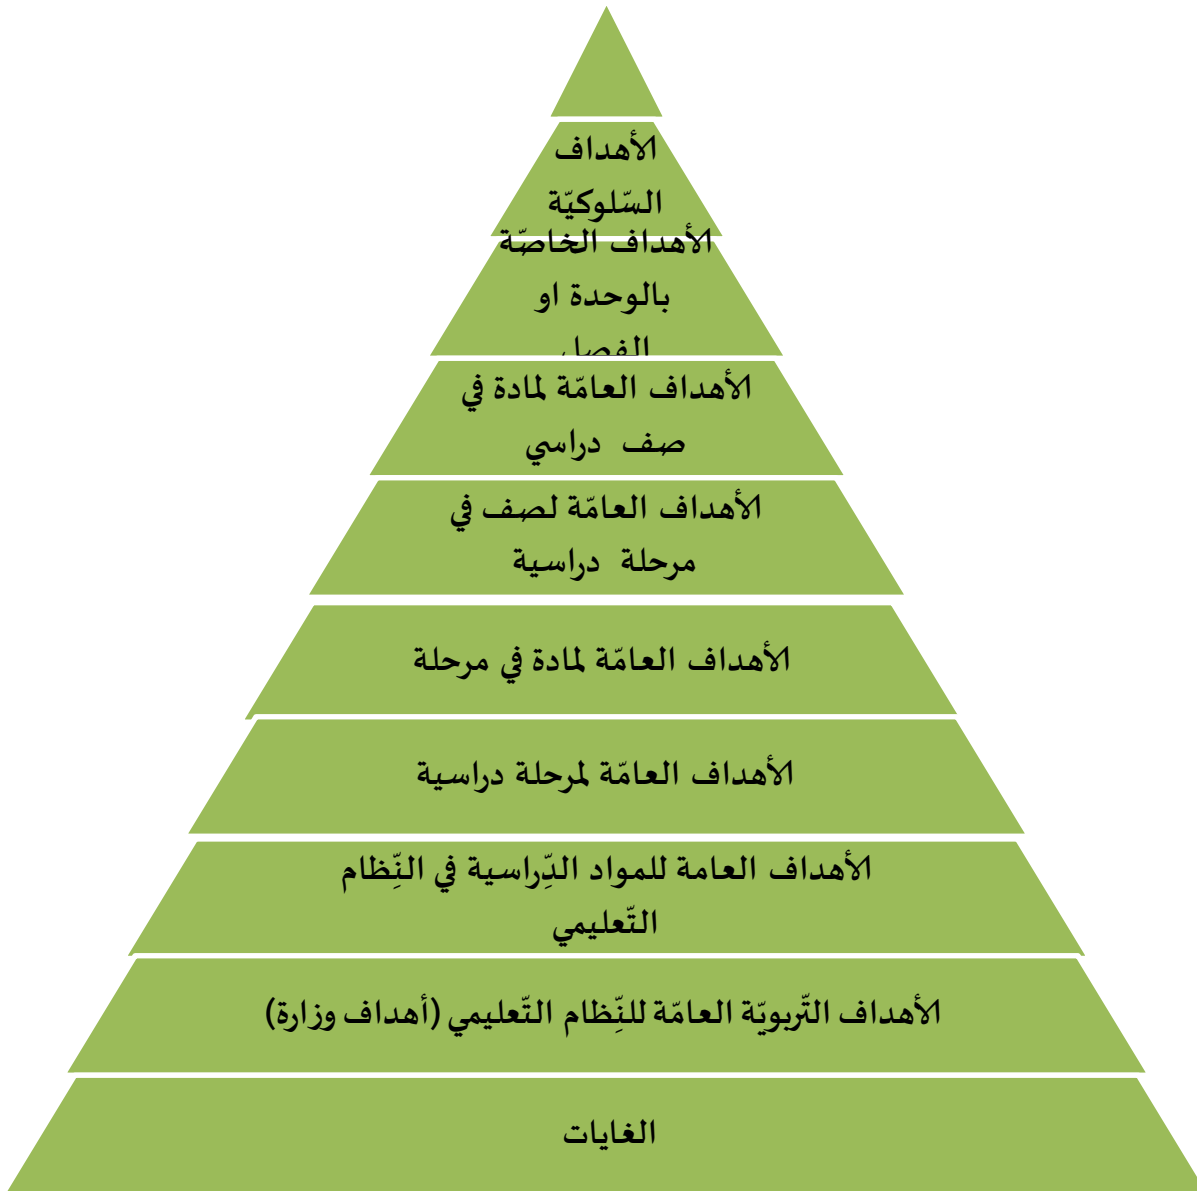 الأهداف
السّلوكيّة
الأهداف الخاصّة
بالوحدة او
الفصل
الأهداف العامّة لمادة في
صف دراسي
الأهداف العامّة لصف في
مرحلة دراسية
الأهداف العامّة لمادة في مرحلة
الأهداف العامّة لمرحلة دراسية
الأهداف العامة للمواد الدِّراسية في النِّظام
التّعليمي
الأهداف التّربويّة العامّة للنِّظام التّعليمي (أهداف وزارة)
الغايات